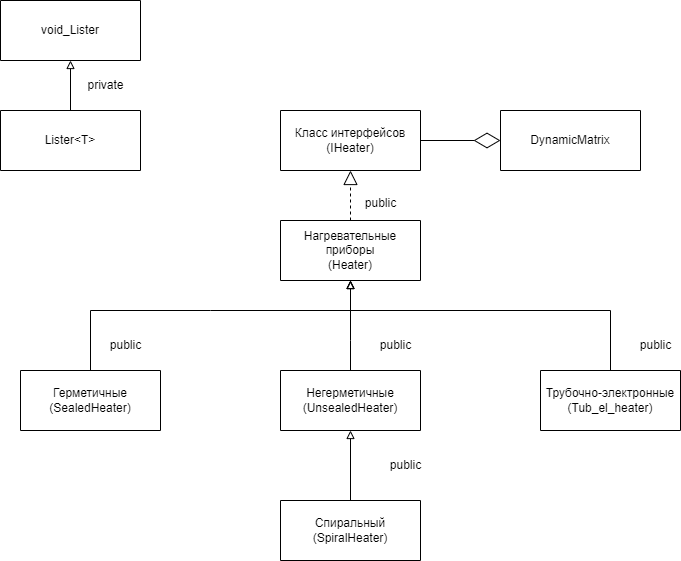 void_Lister
private
Lister<T>
Класс интерфейсов
(IHeater)
DynamicMatrix
public
Нагревательные
приборы
(Heater)
public
public
public
Герметичные
(SealedHeater)
Негерметичные
(UnsealedHeater)
Трубочно-электронные
(Tub_el_heater)
public
Спиральный
(SpiralHeater)